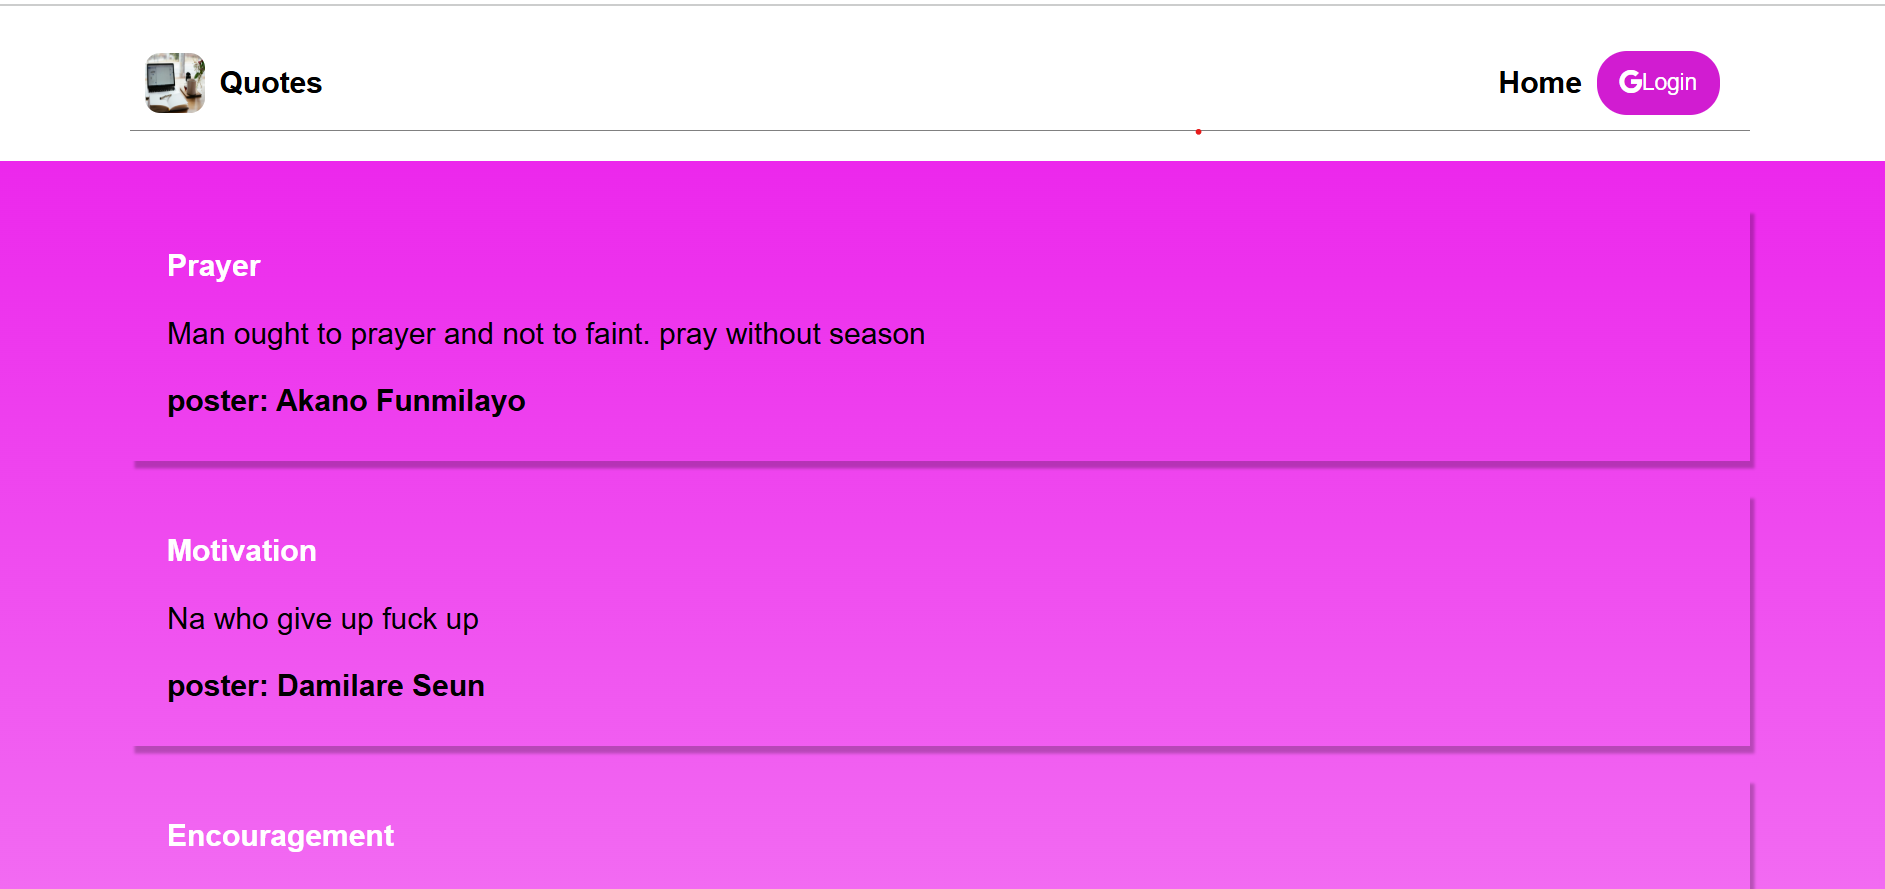 Quotes
Home
GLogin
Prayer
Man ought to prayer and not to faint. pray without season
poster: Akano Funmilayo
Motivation
Na who give up fuck up
poster: Damilare Seun
Encouragement